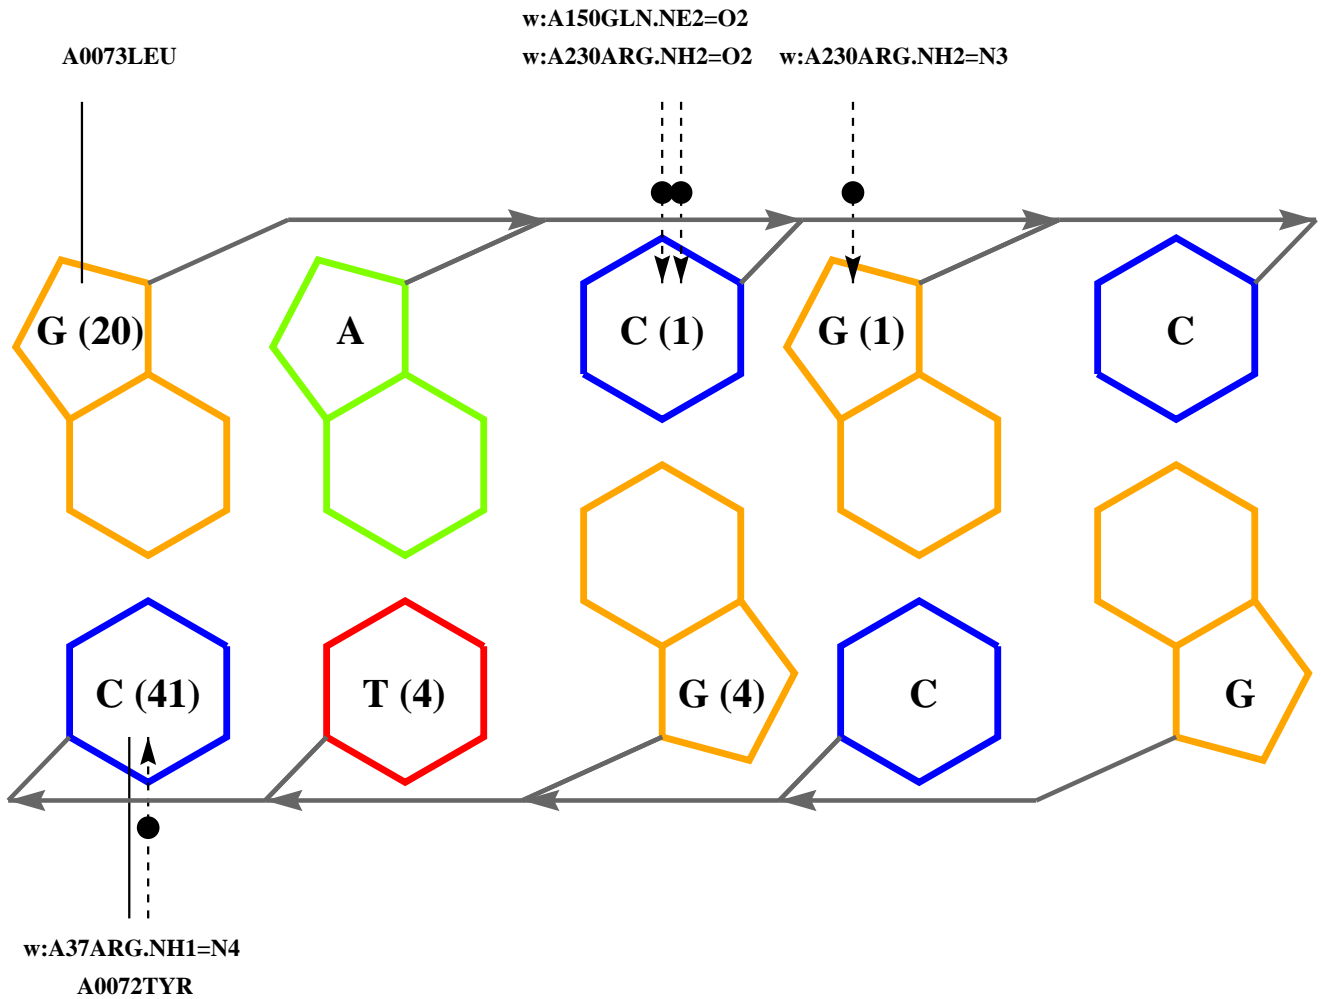 w:A150GLN.NE2=O2
A0073LEU w:A230ARG.NH2=O2 w:A230ARG.NH2=N3
G (20) A C (1) G (1) C
C (41) T (4) G (4) C G
w:A37ARG.NH1=N4
A0072TYR